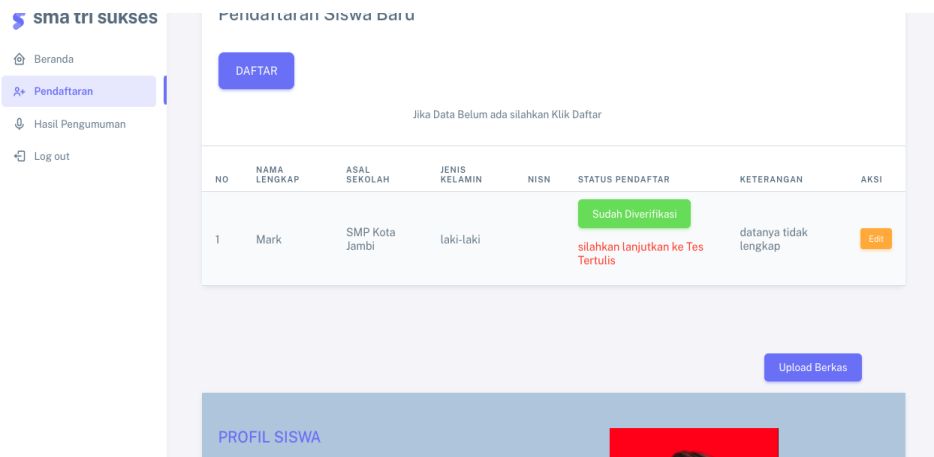 sma tri sukses
Beranda
Pendaftaran
Hasil Pengumuman
Log out
Pendaftaran Siswa Baru
DAFTAR
Jika Data Belum ada silahkan Klik Daftar
NO
NAMA
LENGKAP
ASAL
SEKOLAH
JENIS
KELAMIN
NISN
STATUS PENDAFTAR
KETERANGAN
AKSI
1
Mark
SMP Kota
Jambi
laki-laki
Sudah Diverifikasi
silahkan lanjutkan ke Tes
Tertulis
datanya tidak
lengkap
Edit
Upload Berkas
PROFIL SISWA